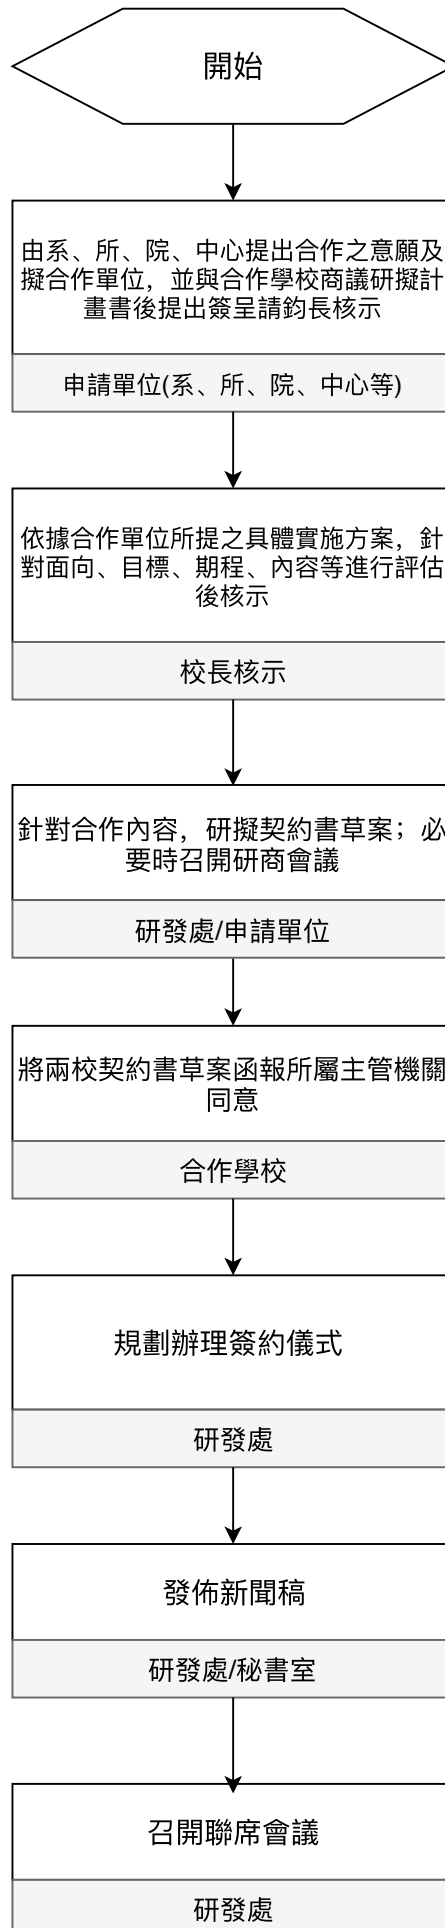 開始
由系、所、院、中心提出合作之意願及
擬合作單位，並與合作學校商議研擬計
畫書後提出簽呈請鈞長核示
申請單位(系、所、院、中心等)
依據合作單位所提之具體實施方案，針
對面向、目標、期程、內容等進行評估
後核示
校長核示
針對合作內容，研擬契約書草案；必
要時召開研商會議
研發處/申請單位
將兩校契約書草案函報所屬主管機關
同意
合作學校
規劃辦理簽約儀式
研發處
發佈新聞稿
研發處/秘書室
召開聯席會議
研發處